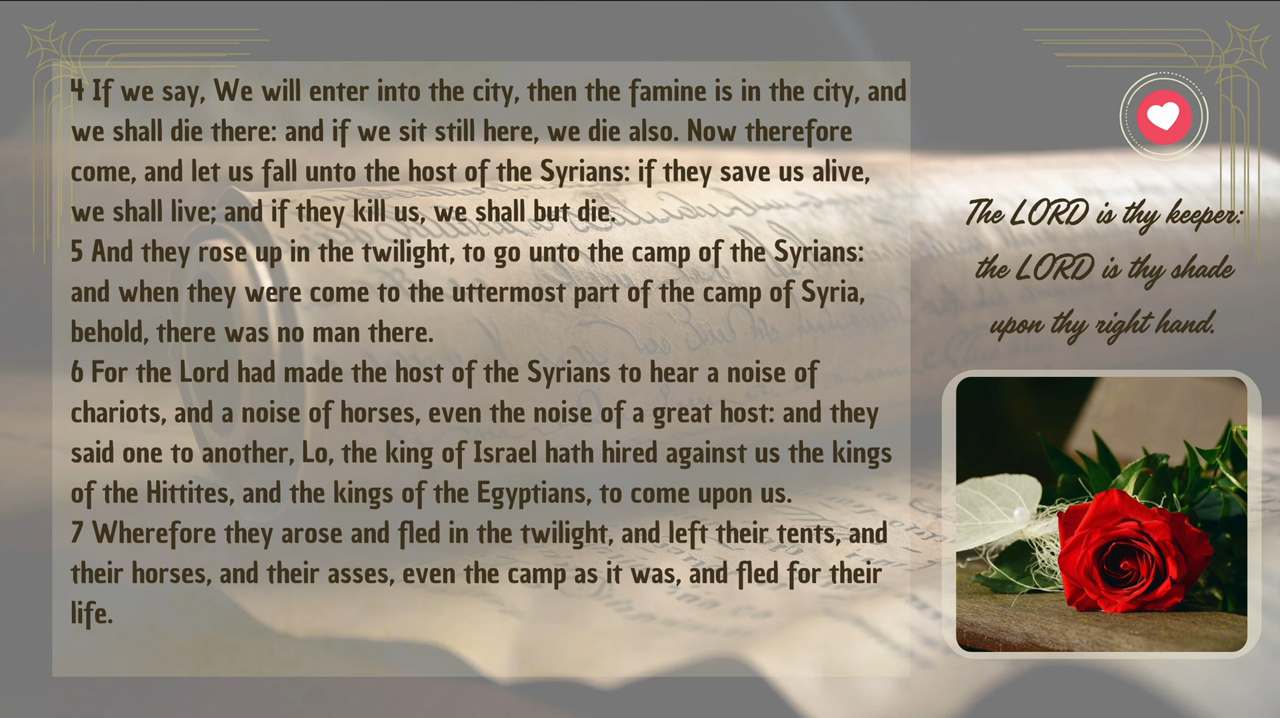 4 If we say, We will enter into the city, then the famine is in the city, and
we shall die there: and if we sit still here, we die also. Now therefore
come, and let us fall unto the host of the Syrians: if they save us alive,
we shall live; and if they kill us, we shall but die.
5 And they rose up in the twilight, to go unto the camp of the Syrians:
and when they were come to the uttermost part of the camp of Syria,
behold, there was no man there.
6 For the Lord had made the host of the Syrians to hear a noise of
chariots, and a noise of horses, even the noise of a great host: and they
said one to another, Lo, the king of Israel hath hired against us the kings
of the Hittites, and the kings of the Egyptians, to come upon us.
7 Wherefore they arose and fled in the twilight, and left their tents, and
their horses, and their asses, even the camp as it was, and fled for their
life.
The LORD is thy keeper:
the LORD is thy shade
upon thy right hand.